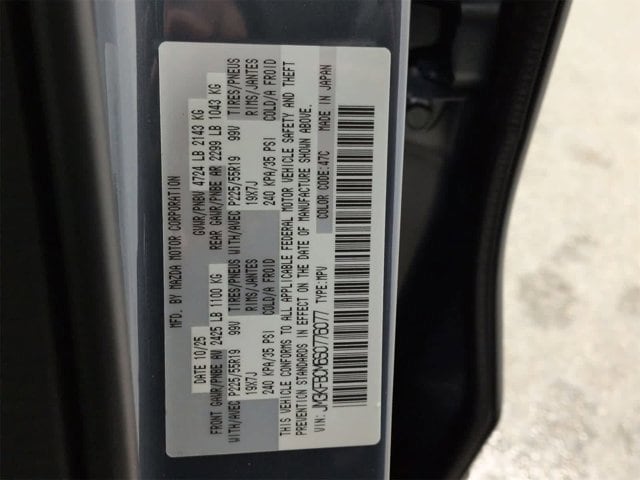 MFD. BY MAZDA MOTOR CORPORATION
DATE 10/25 GVWR/PNBV 4724 LB 2143 KG
FRONT GAWR/PNBE AV 2425 LB 1100 KG REAR GAWR/PNBE AR 2299 LB 1043 KG
WITH/AVEC P225/55R19 99V TIRES/PNEUS WITH/AVEC P225/55R19 99V TIRES/PNEUS
19X7J RIMS/JANTES 19X7J RIMS/JANTES
240 KPA/35 PSI COLD/A FROID 240 KPA/35 PSI COLD/A FROID
THIS VEHICLE CONFORMS TO ALL APPLICABLE FEDERAL MOTOR VEHICLE SAFETY AND THEFT
PREVENTION STANDARDS IN EFFECT ON THE DATE OF MANUFACTURE SHOWN ABOVE.
VIN: JM3KFBCM6S0776077 TYPE: MPV COLOR CODE: 47C MADE IN JAPAN